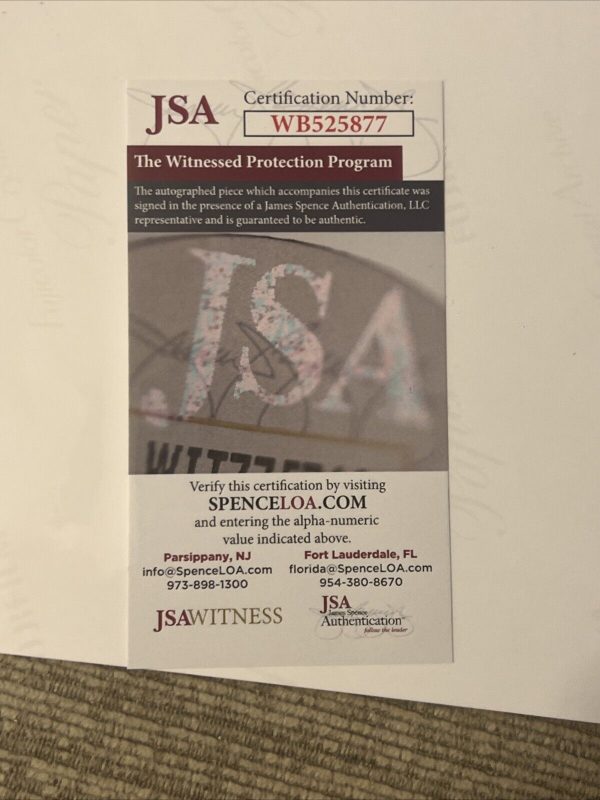 JSA
Certification Number:
WB525877
The Witnessed Protection Program
The autographed piece which accompanies this certificate was
signed in the presence of a James Spence Authentication, LLC
representative and is guaranteed to be authentic.
JSA
Verify this certification by visiting
SPENCELOA.COM
and entering the alpha-numeric
value indicated above.
Parsippany, NJ
info@SpenceLOA.com
973-898-1300
Fort Lauderdale, FL
florida@SpenceLOA.com
954-380-8670
JSAWITNESS
JSA
James Spence
Authentication
follow the leader